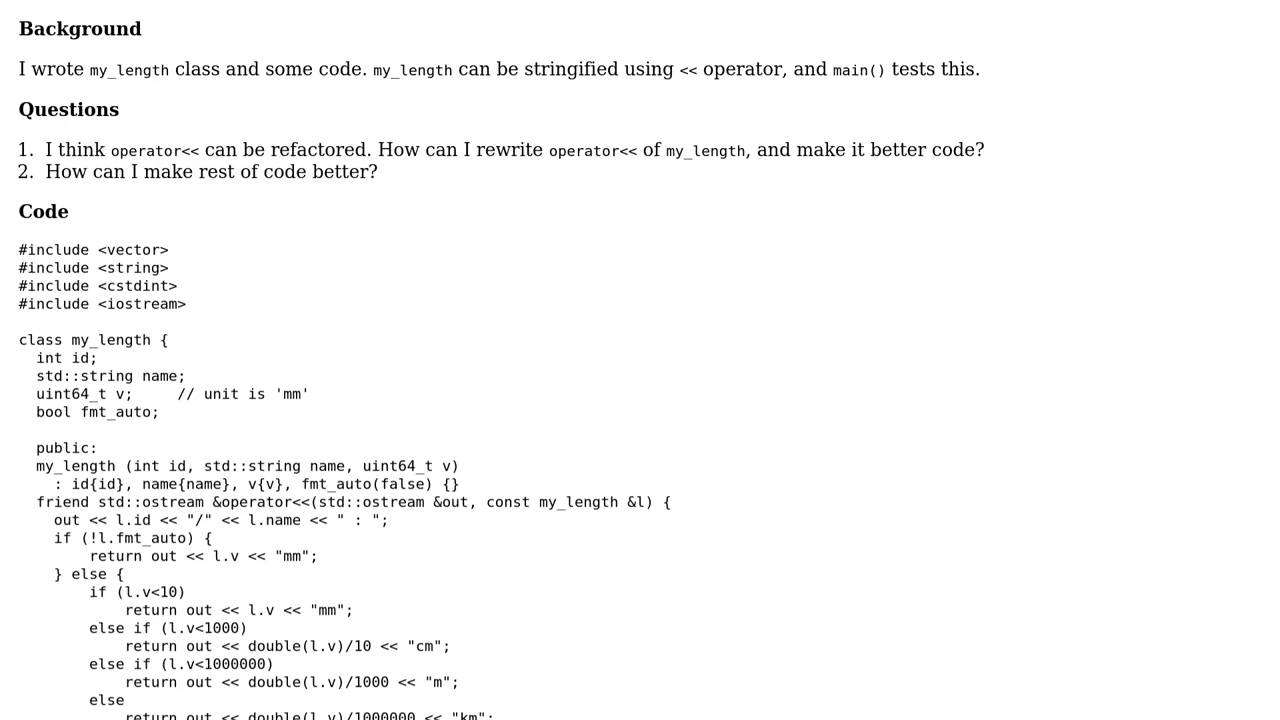 Background
I wrote my_length class and some code. my_length can be stringified using << operator, and main() tests this.
Questions
1. I think operator<< can be refactored. How can I rewrite operator<< of my_length, and make it better code?
2. How can I make rest of code better?
Code
#include <vector>
#include <string>
#include <cstdint>
#include <iostream>
class my_length {
  int id;
  std::string name;
  uint64_t v;     // unit is 'mm'
  bool fmt_auto;
  public:
  my_length (int id, std::string name, uint64_t v)
    : id{id}, name{name}, v{v}, fmt_auto(false) {}
  friend std::ostream &operator<<(std::ostream &out, const my_length &l) {
    out << l.id << "/" << l.name << " : ";
    if (!l.fmt_auto) {
        return out << l.v << "mm";
    } else {
        if (l.v<10)
            return out << l.v << "mm";
        else if (l.v<1000)
            return out << double(l.v)/10 << "cm";
        else if (l.v<1000000)
            return out << double(l.v)/1000 << "m";
        else
            return out << double(l.v)/1000000 << "km";